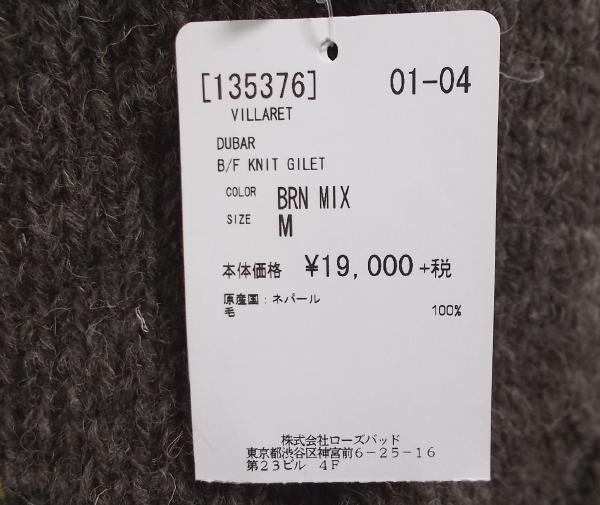 [135376] 01-04
VILLARET
DUBAR
B/F KNIT GILET
COLOR BRN MIX
SIZE M
本体価格 ¥19,000+税
原産国：ネパール
毛 100%
株式会社ローズバッド
東京都渋谷区神宮前6-25-16
第23ビル 4F